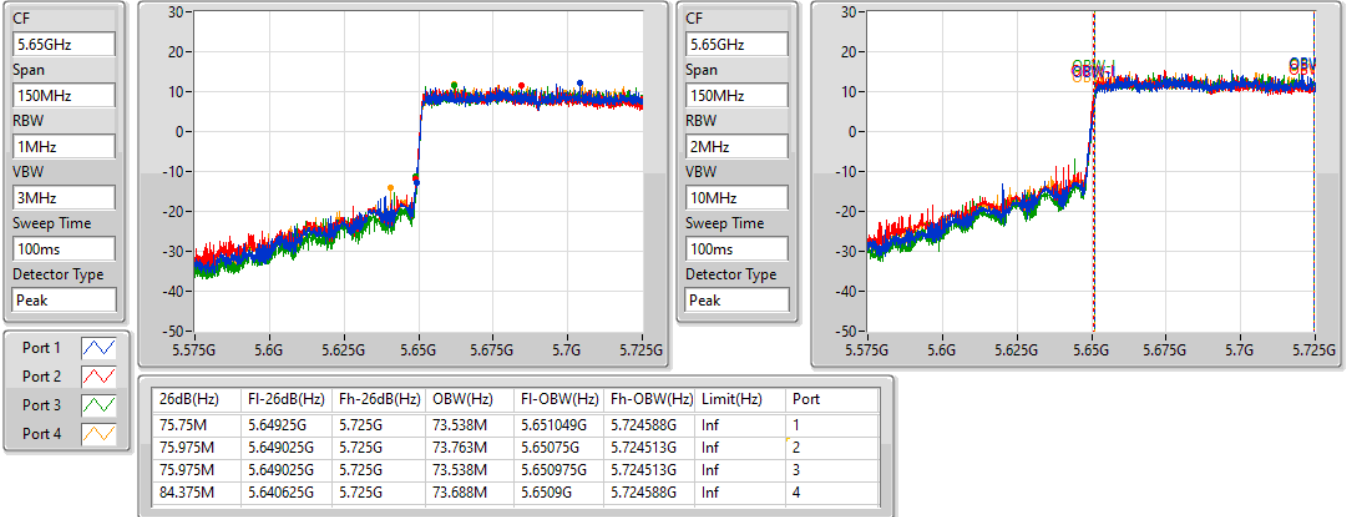 CF
5.65GHz
Span
150MHz
RBW
1MHz
VBW
3MHz
Sweep Time
100ms
Detector Type
Peak
30
20
10
0
-10
-20
-30
-40
-50
5.575G 5.6G 5.625G 5.65G 5.675G 5.7G 5.725G
CF
5.65GHz
Span
150MHz
RBW
2MHz
VBW
10MHz
Sweep Time
100ms
Detector Type
Peak
30
20
10
0
-10
-20
-30
-40
-50
5.575G 5.6G 5.625G 5.65G 5.675G 5.7G 5.725G
Port 1
Port 2
Port 3
Port 4
26dB(Hz) Fl-26dB(Hz) Fh-26dB(Hz) OBW(Hz) Fl-OBW(Hz) Fh-OBW(Hz) Limit(Hz) Port
75.75M 5.64925G 5.725G 73.538M 5.651049G 5.724588G Inf 1
75.975M 5.649025G 5.725G 73.763M 5.65075G 5.724513G Inf 2
75.975M 5.649025G 5.725G 73.538M 5.650975G 5.724513G Inf 3
84.375M 5.640625G 5.725G 73.688M 5.6509G 5.724588G Inf 4